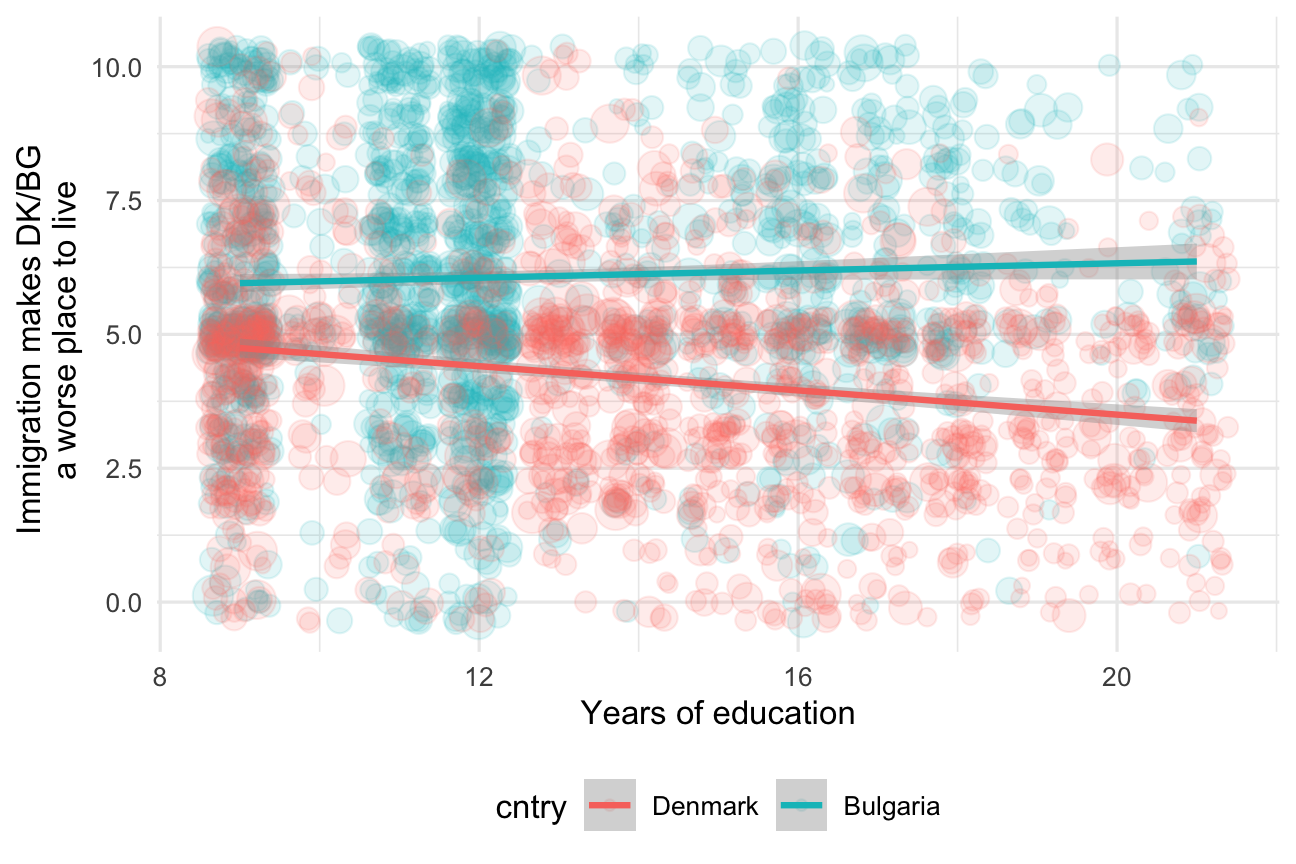 Immigration makes DK/BG
a worse place to live
10.0
7.5
5.0
2.5
0.0
8 12 16 20
Years of education
cntry Denmark Bulgaria